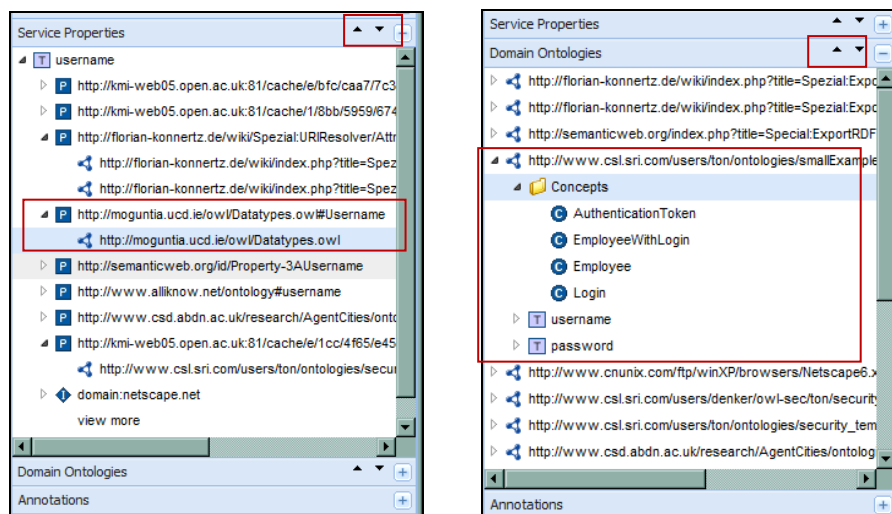 Service Properties
T username
P http://kmi-web05.open.ac.uk:81/cache/e/bfc/caa7/7c3
P http://kmi-web05.open.ac.uk:81/cache/1/8bb/5959/674
P http://florian-konnertz.de/wiki/Spezial:URIResolver/Attr
http://florian-konnertz.de/wiki/index.php?title=Spez
http://florian-konnertz.de/wiki/index.php?title=Spez
P http://moguntia.ucd.ie/owl/Datatypes.owl#Username
http://moguntia.ucd.ie/owl/Datatypes.owl
P http://semanticweb.org/id/Property-3AUsername
P http://www.alliknow.net/ontology#username
P http://www.csd.abdn.ac.uk/research/AgentCities/onto
P http://kmi-web05.open.ac.uk:81/cache/e/1cc/4f65/e45
http://www.csl.sri.com/users/ton/ontologies/secur
I domain:netscape.net
view more
Domain Ontologies
Annotations
Service Properties
Domain Ontologies
http://florian-konnertz.de/wiki/index.php?title=Spezial:Expo
http://florian-konnertz.de/wiki/index.php?title=Spezial:Expo
http://semanticweb.org/index.php?title=Special:ExportRDF
http://www.csl.sri.com/users/ton/ontologies/smallExample
Concepts
C AuthenticationToken
C EmployeeWithLogin
C Employee
C Login
T username
T password
http://www.cnunix.com/ftp/winXP/browsers/Netscape6.x
http://www.csl.sri.com/users/denker/owl-sec/ton/security
http://www.csl.sri.com/users/ton/ontologies/security_tem
http://www.csd.abdn.ac.uk/research/AgentCities/ontolog
Annotations